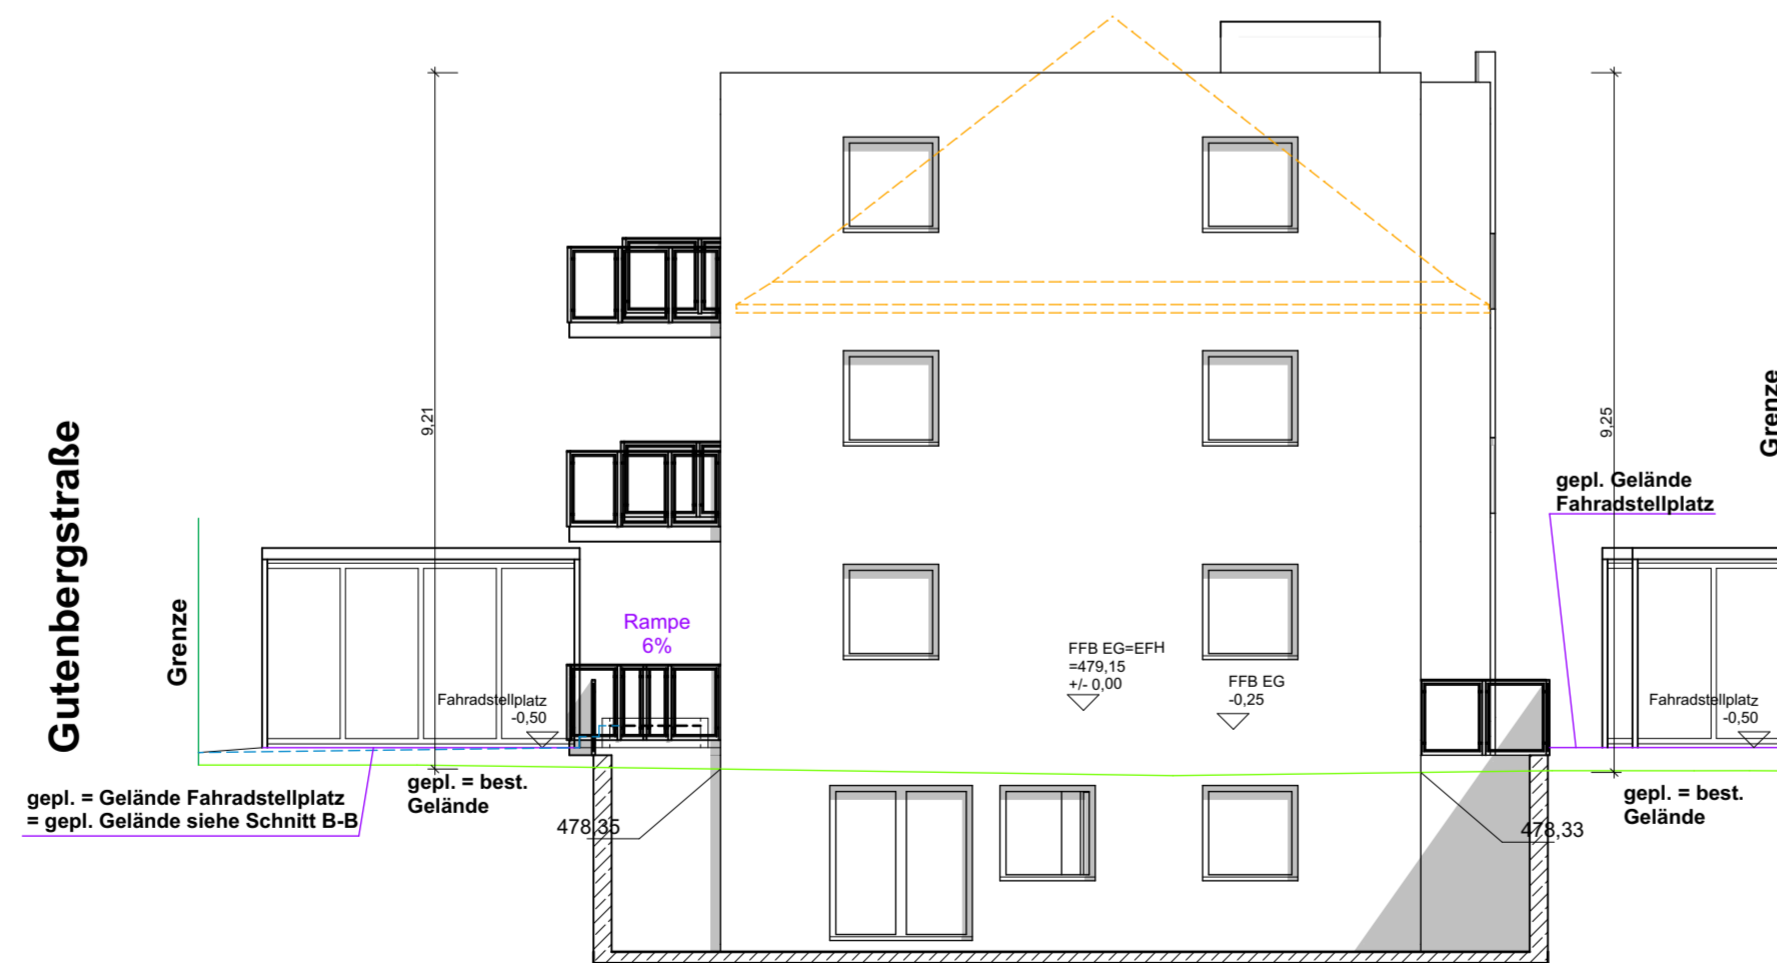 Gutenbergstraße
Grenze
9,21
9,25
Grenze
gepl. Gelände
Fahradstellplatz
Rampe
6%
FFB EG=EFH
=479,15
+/- 0,00
FFB EG
-0,25
Fahradstellplatz
-0,50
Fahradstellplatz
-0,50
gepl. = best.
Gelände
gepl. = Gelände Fahradstellplatz
= gepl. Gelände siehe Schnitt B-B
478,35
478,33
gepl. = best.
Gelände